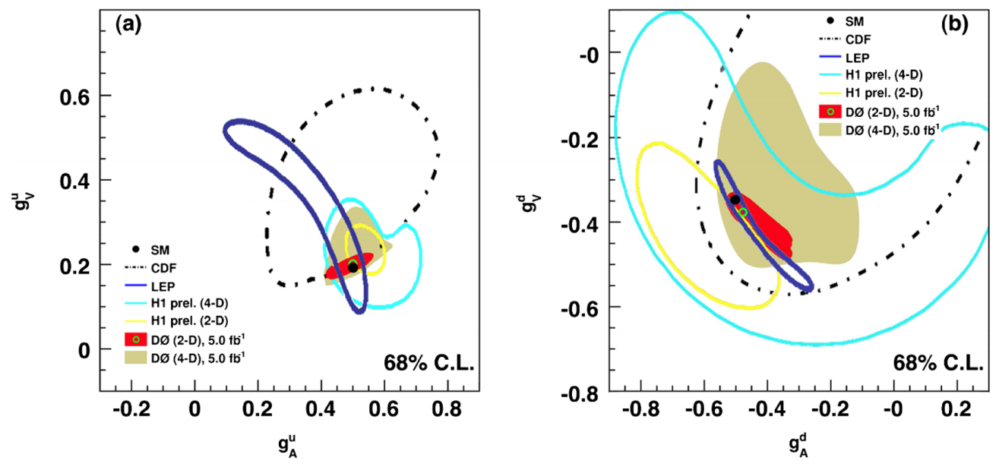 (a)
0.6
0.4
0.2
0
g_V^u
SM
CDF
LEP
H1 prel. (4-D)
H1 prel. (2-D)
DØ (2-D), 5.0 fb⁻¹
DØ (4-D), 5.0 fb⁻¹
68% C.L.
-0.2 0 0.2 0.4 0.6 0.8
g_A^u
(b)
SM
CDF
LEP
H1 prel. (4-D)
H1 prel. (2-D)
DØ (2-D), 5.0 fb⁻¹
DØ (4-D), 5.0 fb⁻¹
-0
-0.2
-0.4
-0.6
-0.8
g_V^d
68% C.L.
-0.8 -0.6 -0.4 -0.2 -0 0.2
g_A^d